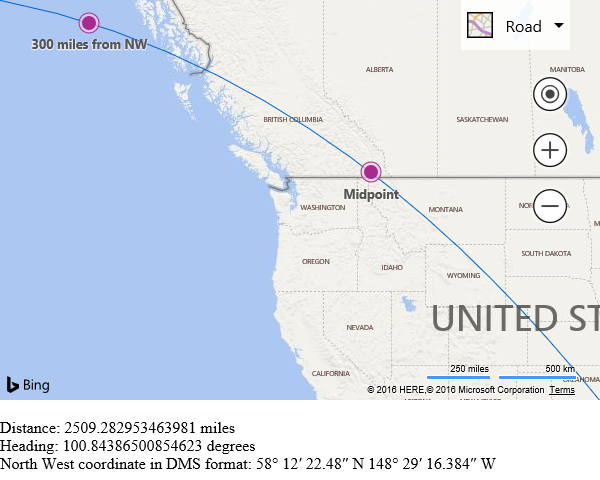 Road
300 miles from NW
ALBERTA
MANITOBA
BRITISH COLUMBIA
SASKATCHEWAN
Midpoint
WASHINGTON
MONTANA
OREGON
IDAHO
SOUTH DAKOTA
WYOMING
UNITED ST
NEVADA
CALIFORNIA
250 miles
500 km
Bing
© 2016 HERE,© 2016 Microsoft Corporation Terms
Distance: 2509.282953463981 miles
Heading: 100.84386500854623 degrees
North West coordinate in DMS format: 58° 12′ 22.48″ N 148° 29′ 16.384″ W